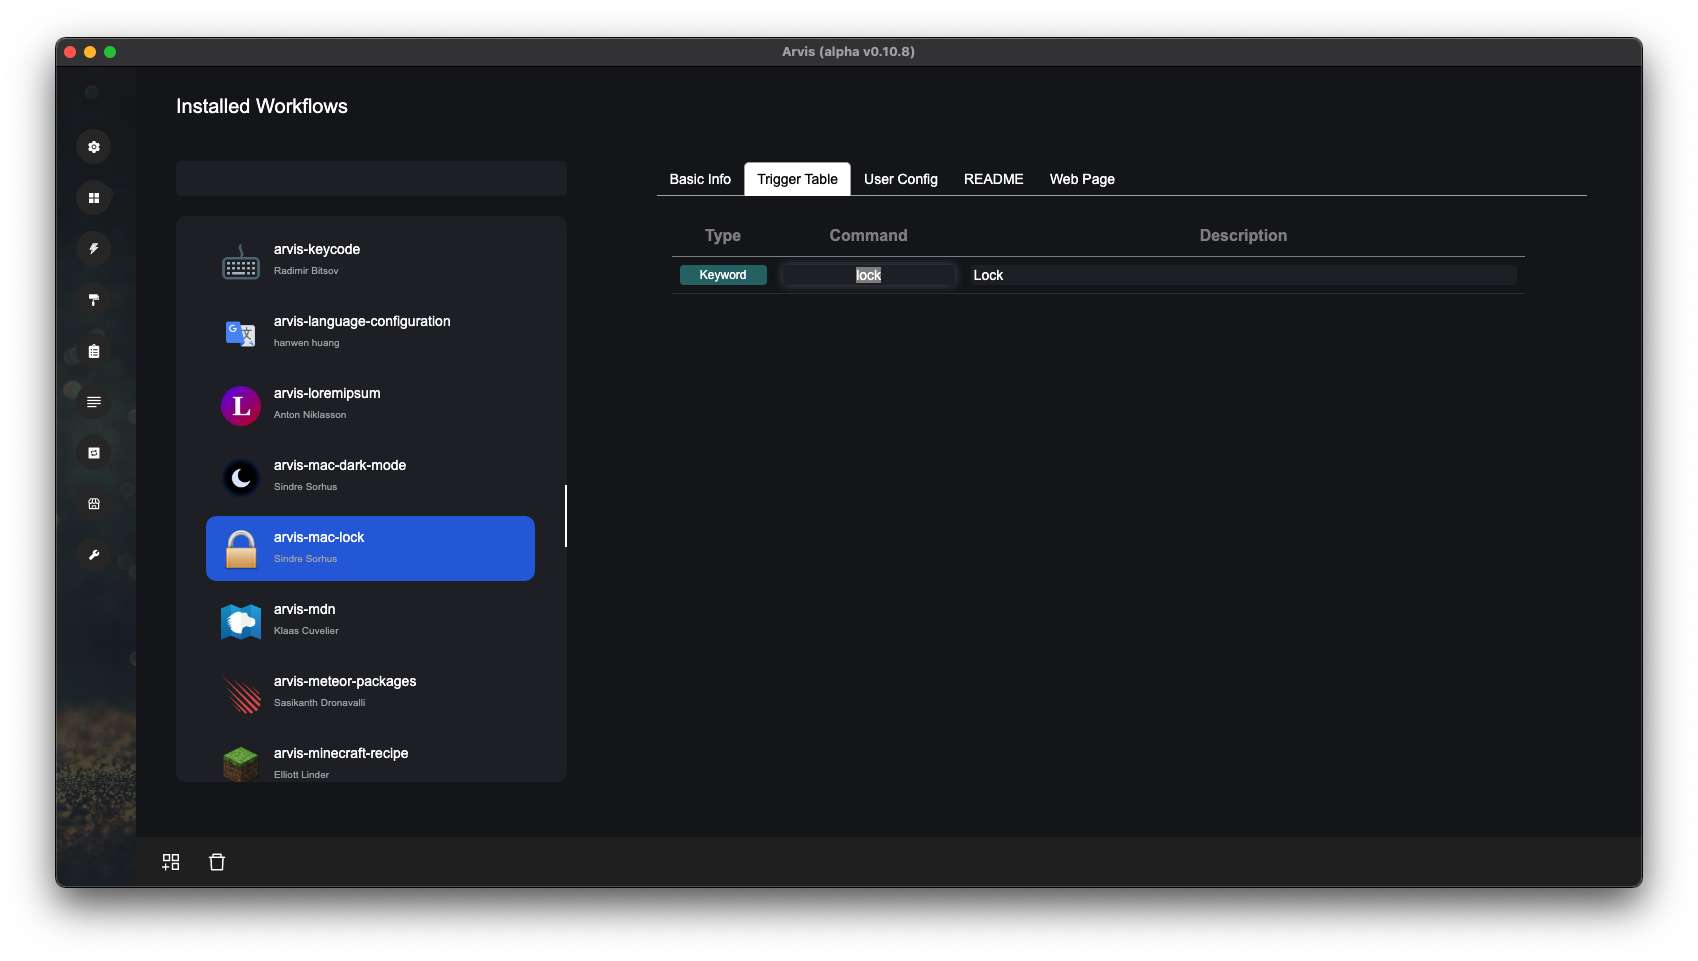 Arvis (alpha v0.10.8)
Installed Workflows
arvis-keycode
Radimir Bitsov
arvis-language-configuration
hanwen huang
arvis-loremipsum
Anton Niklasson
arvis-mac-dark-mode
Sindre Sorhus
arvis-mac-lock
Sindre Sorhus
arvis-mdn
Klaas Cuvelier
arvis-meteor-packages
Sasikanth Dronavalli
arvis-minecraft-recipe
Elliott Linder
Basic Info Trigger Table User Config README Web Page
Type Command Description
Keyword lock Lock